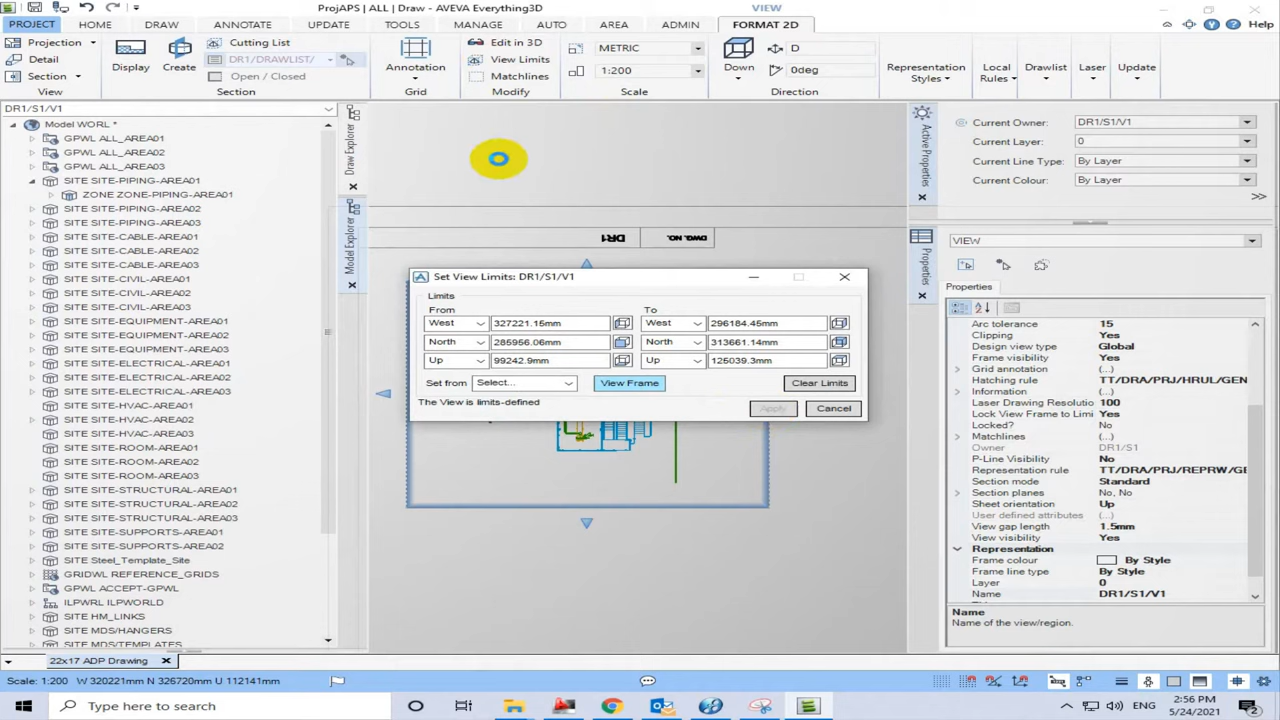 ProjAPS | ALL | Draw - AVEVA Everything3D
VIEW
PROJECT HOME DRAW ANNOTATE UPDATE TOOLS MANAGE AUTO AREA ADMIN FORMAT 2D Help
Projection
Detail
Section
View
Display
Create
Cutting List
DR1/DRAWLIST/
Open / Closed
Section
Annotation
Grid
Edit in 3D
View Limits
Matchlines
Modify
METRIC
1:200
Scale
Down
D
0deg
Direction
Representation Styles
Local Rules
Drawlist
Laser
Update
DR1/S1/V1
Model WORL *
GPWL ALL_AREA01
GPWL ALL_AREA02
GPWL ALL_AREA03
SITE SITE-PIPING-AREA01
ZONE ZONE-PIPING-AREA01
SITE SITE-PIPING-AREA02
SITE SITE-PIPING-AREA03
SITE SITE-CABLE-AREA01
SITE SITE-CABLE-AREA02
SITE SITE-CABLE-AREA03
SITE SITE-CIVIL-AREA01
SITE SITE-CIVIL-AREA02
SITE SITE-CIVIL-AREA03
SITE SITE-EQUIPMENT-AREA01
SITE SITE-EQUIPMENT-AREA02
SITE SITE-EQUIPMENT-AREA03
SITE SITE-ELECTRICAL-AREA01
SITE SITE-ELECTRICAL-AREA02
SITE SITE-ELECTRICAL-AREA03
SITE SITE-HVAC-AREA01
SITE SITE-HVAC-AREA02
SITE SITE-HVAC-AREA03
SITE SITE-ROOM-AREA01
SITE SITE-ROOM-AREA02
SITE SITE-ROOM-AREA03
SITE SITE-STRUCTURAL-AREA01
SITE SITE-STRUCTURAL-AREA02
SITE SITE-STRUCTURAL-AREA03
SITE SITE-SUPPORTS-AREA01
SITE SITE-SUPPORTS-AREA02
SITE Steel_Template_Site
GRIDWL REFERENCE_GRIDS
GPWL ACCEPT-GPWL
ILPWRL ILPWORLD
SITE HM_LINKS
SITE MDS/HANGERS
SITE MDS/TEMPLATES
Draw Explorer
Model Explorer
DR1
DWG. NO.
Set View Limits: DR1/S1/V1
Limits
From To
West 327221.15mm West 296184.45mm
North 285956.06mm North 313661.14mm
Up 99242.9mm Up 125039.3mm
Set from Select... View Frame Clear Limits
The View is limits-defined
Apply Cancel
Active Properties
Current Owner: DR1/S1/V1
Current Layer: 0
Current Line Type: By Layer
Current Colour: By Layer
Properties
VIEW
Properties
Arc tolerance 15
Clipping Yes
Design view type Global
Frame visibility Yes
Grid annotation (...)
Hatching rule TT/DRA/PRJ/HRUL/GEN
Information (...)
Laser Drawing Resolutio 100
Lock View Frame to Limi Yes
Locked? No
Matchlines (...)
Owner DR1/S1
P-Line Visibility No
Representation rule TT/DRA/PRJ/REPRW/GE
Section mode Standard
Section planes No, No
Sheet orientation Up
User defined attributes (...)
View gap length 1.5mm
View visibility Yes
Representation
Frame colour By Style
Frame line type By Style
Layer 0
Name DR1/S1/V1
Name
Name of the view/region.
22x17 ADP Drawing
Scale: 1:200 W 320221mm N 326720mm U 112141mm
Type here to search
ENG
2:56 PM
5/24/2021
2